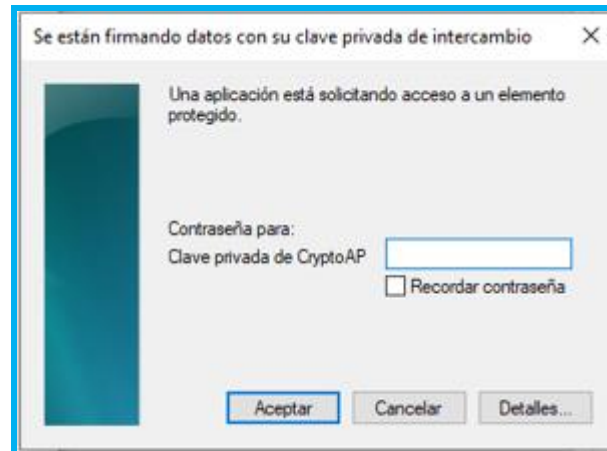 Se están firmando datos con su clave privada de intercambio
Una aplicación está solicitando acceso a un elemento
protegido.
Contraseña para:
Clave privada de CryptoAP
Recordar contraseña
Aceptar
Cancelar
Detalles...